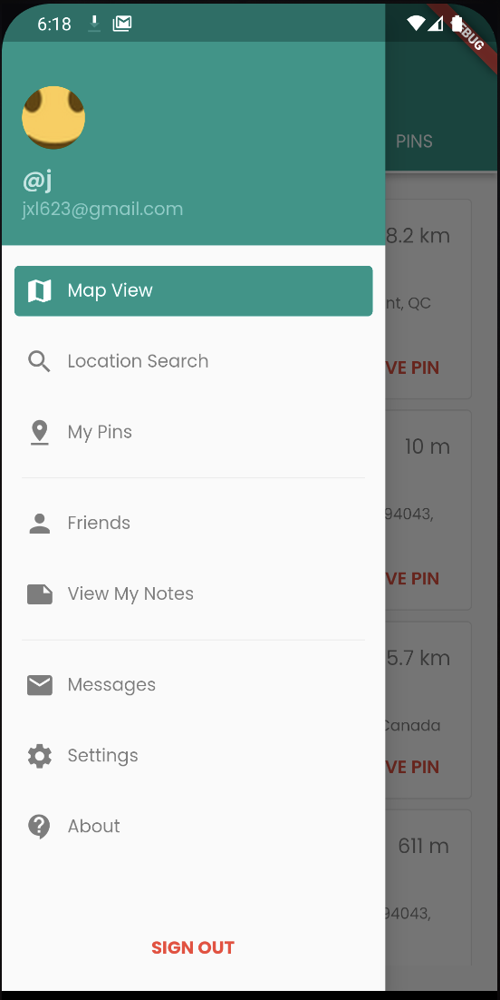 6:18
DEBUG
PINS
@j
jxl623@gmail.com
8.2 km
Map View
nt, QC
Location Search
VE PIN
My Pins
10 m
94043,
Friends
VE PIN
View My Notes
5.7 km
Messages
Canada
Settings
VE PIN
About
611 m
94043,
SIGN OUT